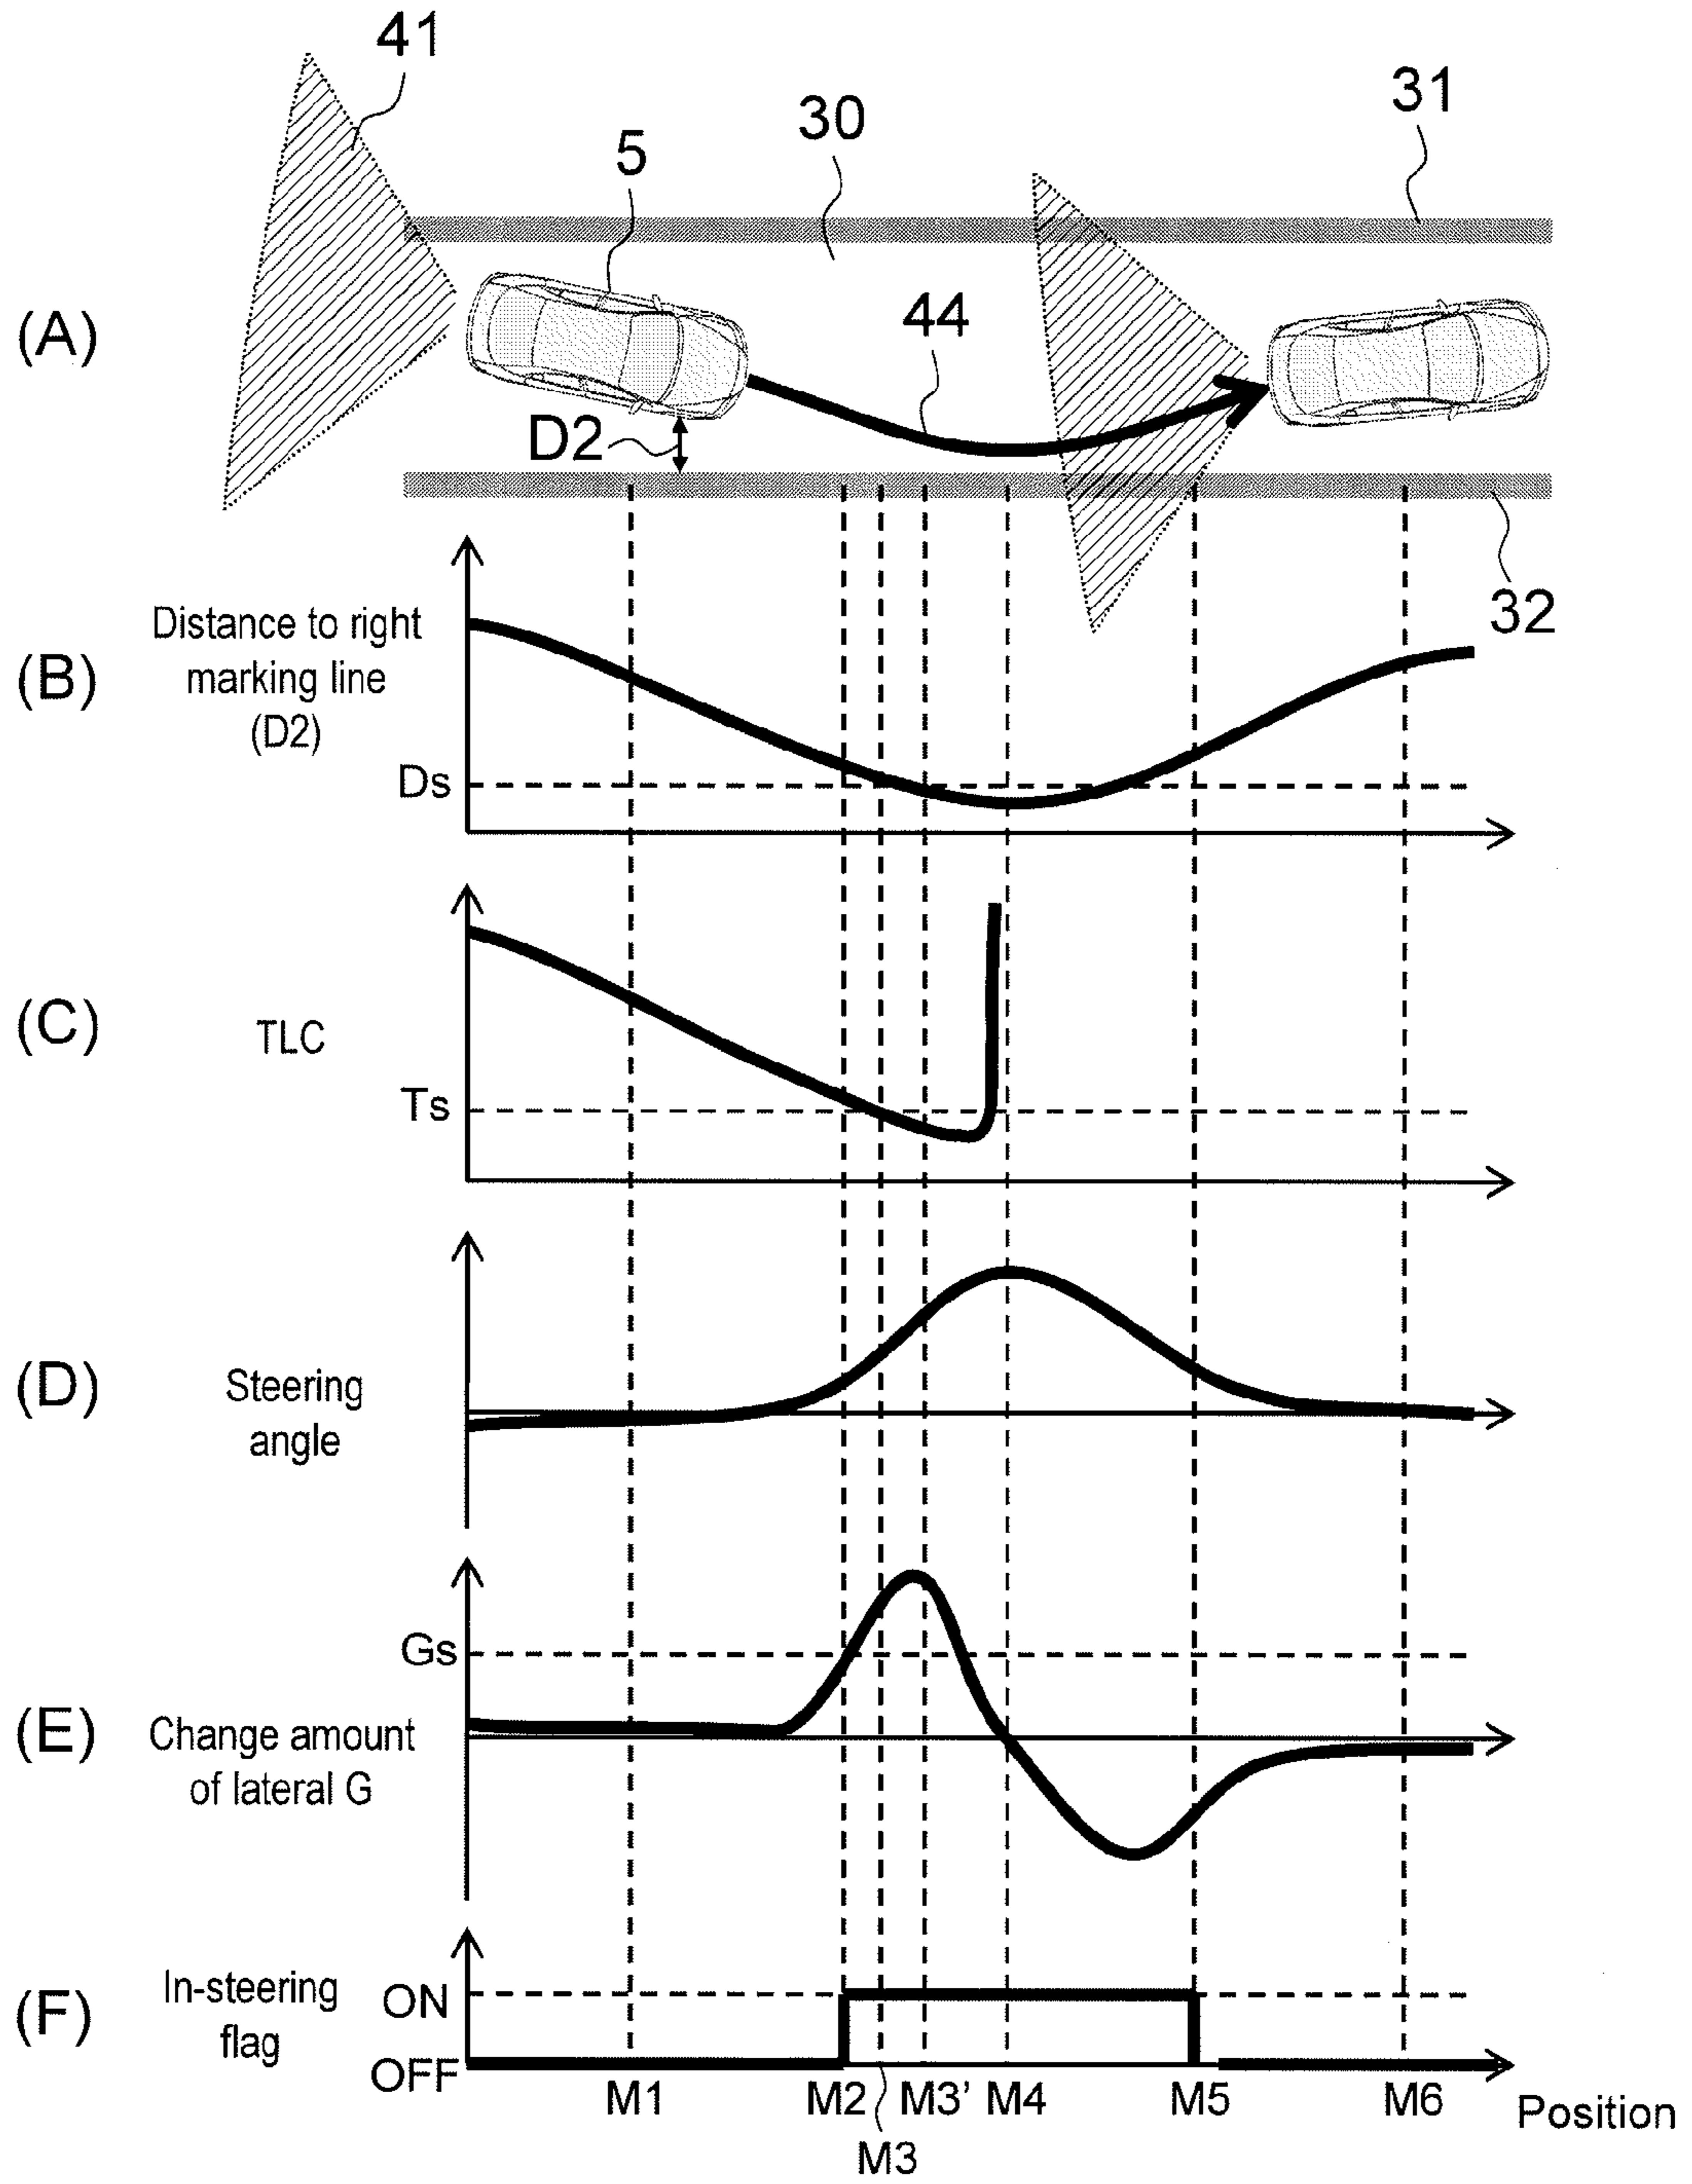 41
31
30
5
44
(A)
D2
32
Distance to right
marking line
(D2)
(B)
Ds
(C)
TLC
Ts
(D)
Steering
angle
Gs
(E)
Change amount
of lateral G
In-steering
flag
(F)
ON
OFF
M1 M2 M3' M4 M5 M6 Position
M3